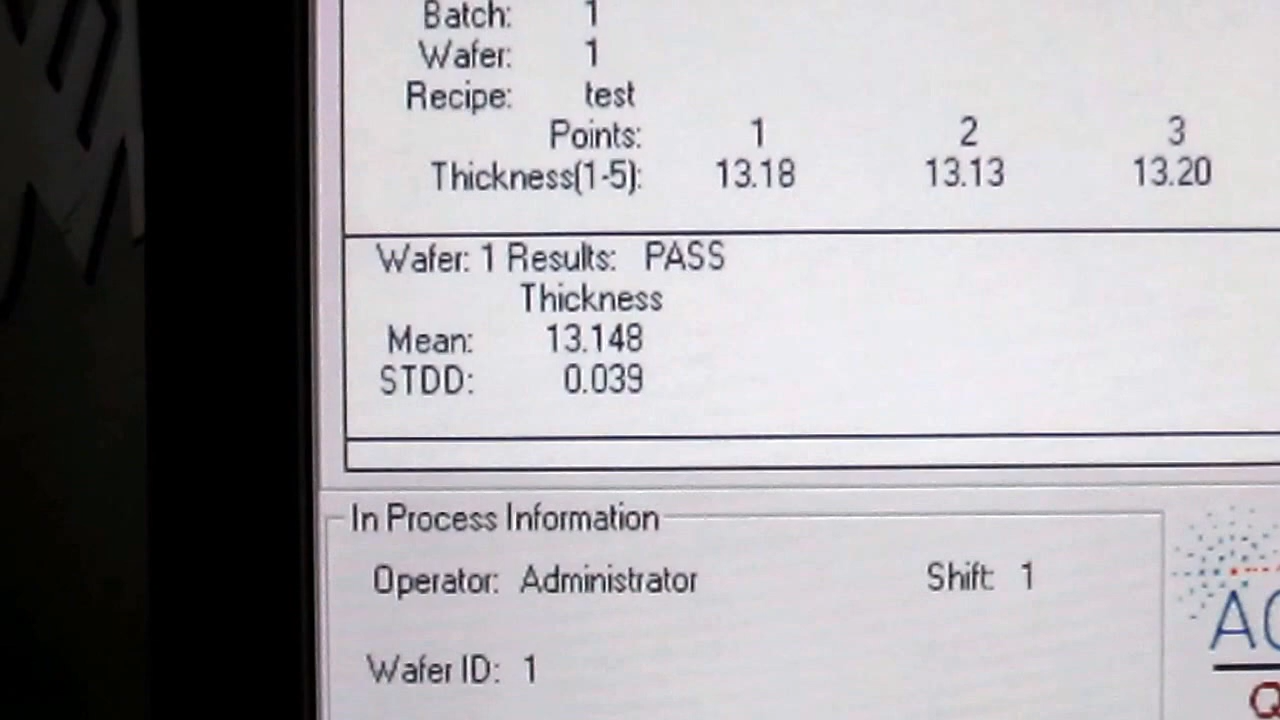 Batch: 1
Wafer: 1
Recipe: test
Points: 1 2 3
Thickness(1-5): 13.18 13.13 13.20
Wafer: 1 Results: PASS
Thickness
Mean: 13.148
STDD: 0.039
In Process Information
Operator: Administrator Shift: 1
Wafer ID: 1